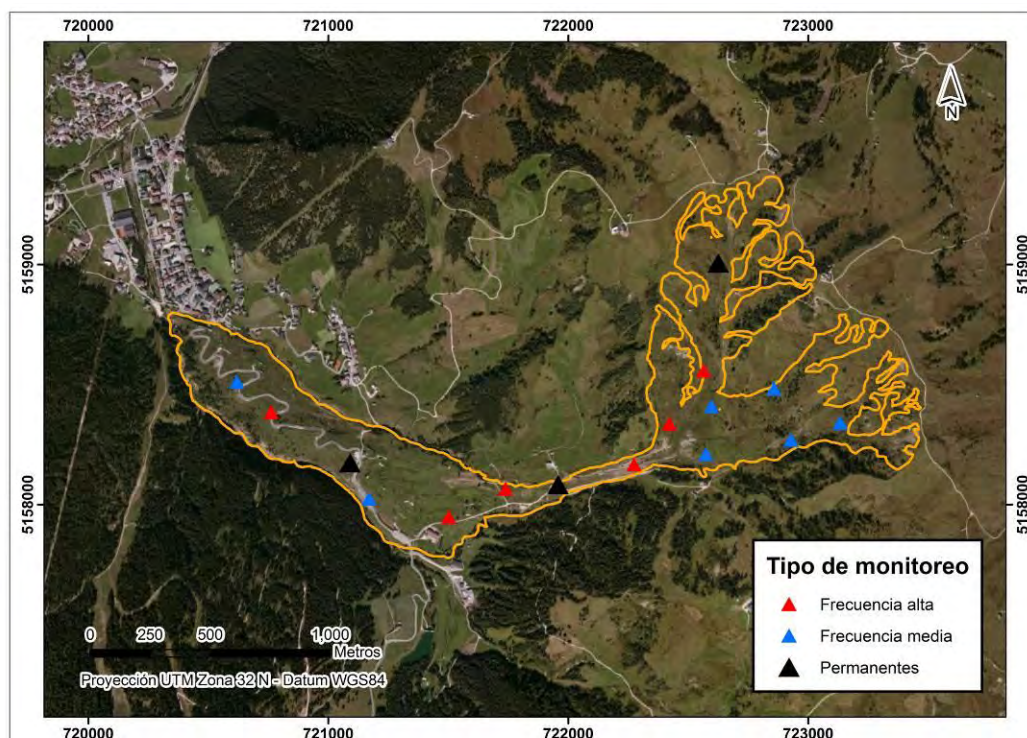 720000 721000 722000 723000
N
5159000 5159000
5158000 5158000
Tipo de monitoreo
Frecuencia alta
Frecuencia media
Permanentes
0 250 500 1,000
Metros
Proyección UTM Zona 32 N - Datum WGS84
720000 721000 722000 723000